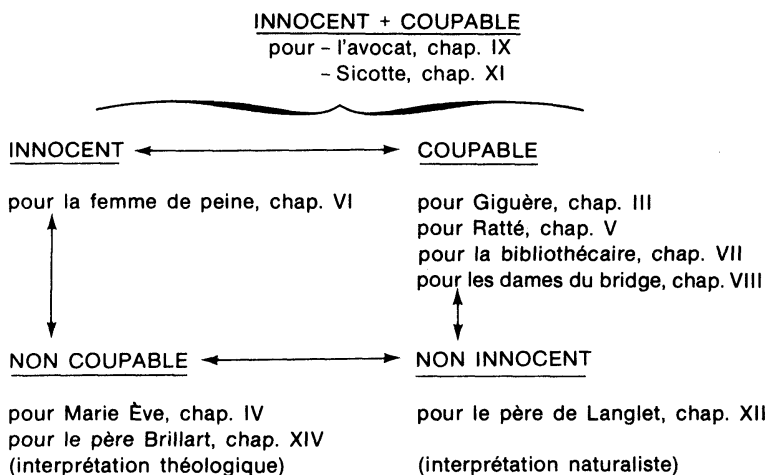 INNOCENT + COUPABLE
pour – l'avocat, chap. IX
– Sicotte, chap. XI
INNOCENT
COUPABLE
pour la femme de peine, chap. VI
pour Giguère, chap. III
pour Ratté, chap. V
pour la bibliothécaire, chap. VII
pour les dames du bridge, chap. VIII
NON COUPABLE
NON INNOCENT
pour Marie Ève, chap. IV
pour le père Brillart, chap. XIV
(interprétation théologique)
pour le père de Langlet, chap. XII
(interprétation naturaliste)